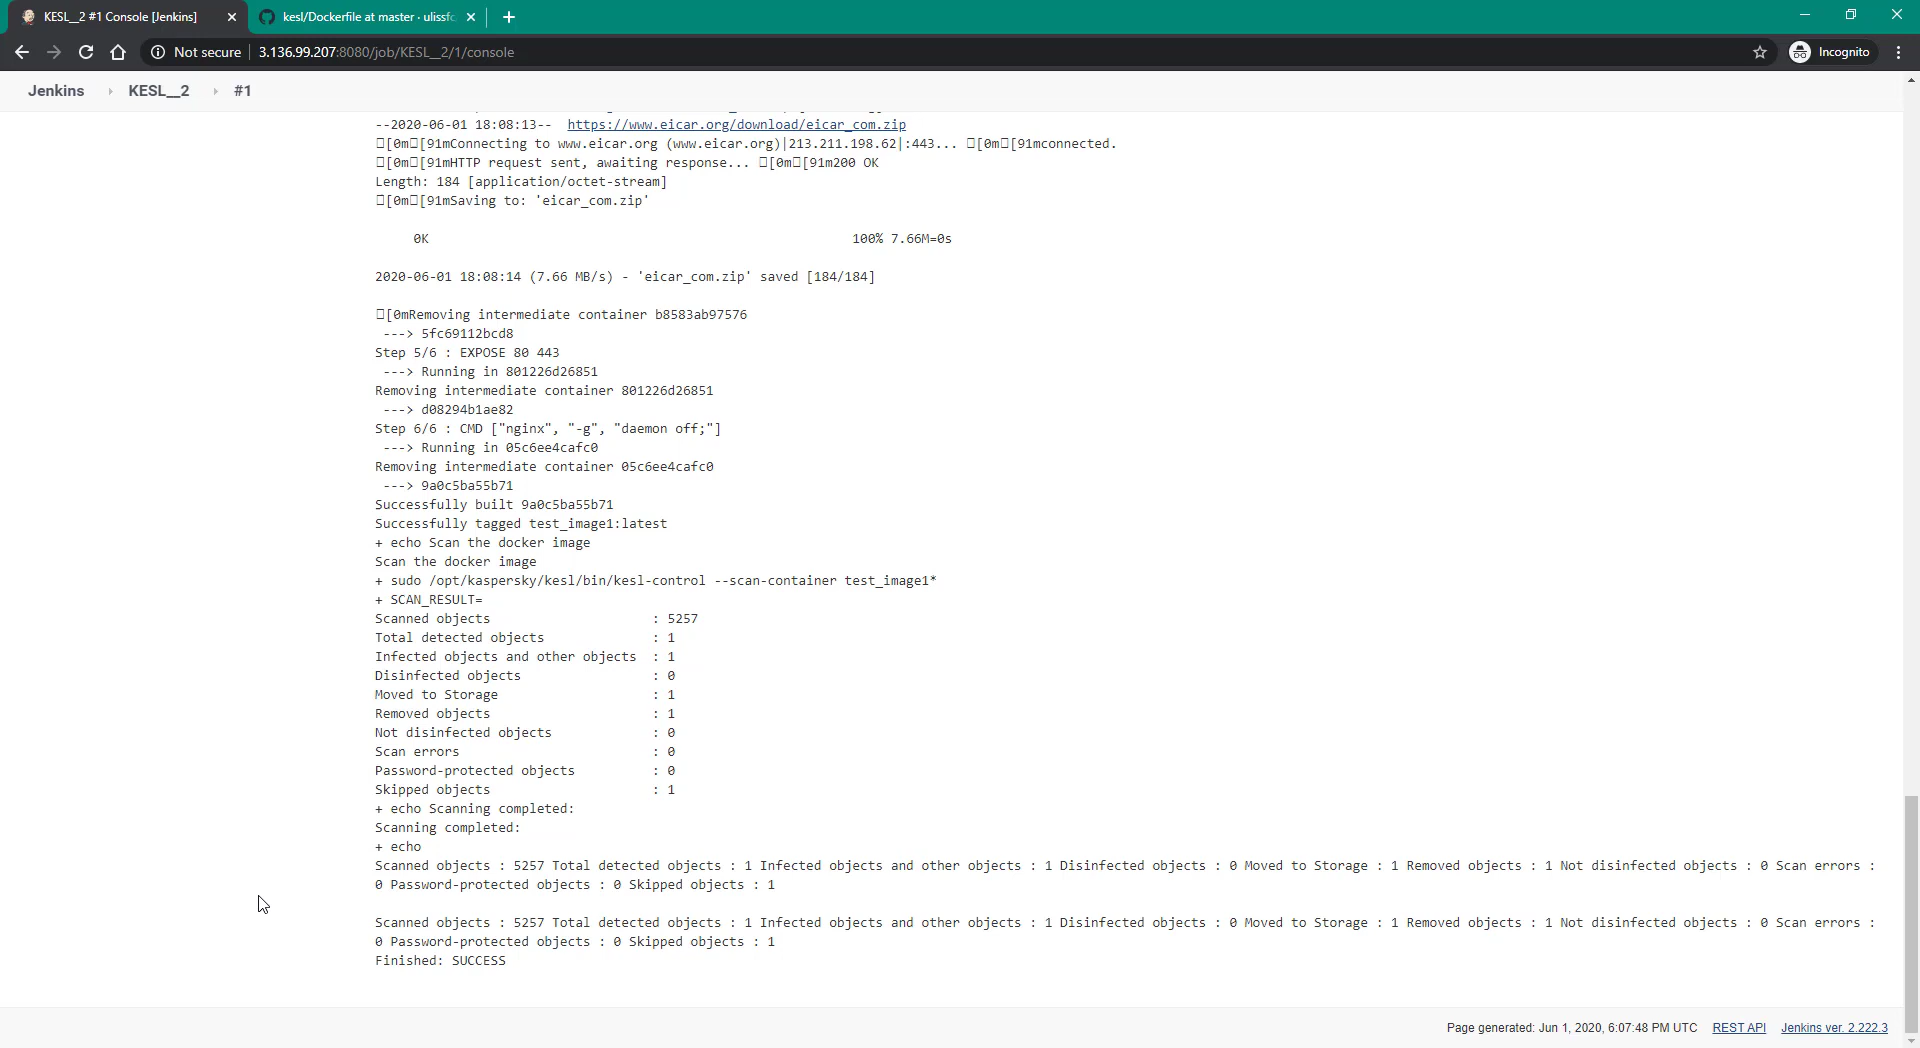 KESL__2 #1 Console [Jenkins]
kesl/Dockerfile at master · ulissfc
Not secure
3.136.99.207:8080/job/KESL__2/1/console
Incognito
Jenkins
KESL__2
#1
--2020-06-01 18:08:13--  https://www.eicar.org/download/eicar_com.zip
[0m[91mConnecting to www.eicar.org (www.eicar.org)|213.211.198.62|:443... [0m[91mconnected.
[0m[91mHTTP request sent, awaiting response... [0m[91m200 OK
Length: 184 [application/octet-stream]
[0m[91mSaving to: 'eicar_com.zip'
0K 100% 7.66M=0s
2020-06-01 18:08:14 (7.66 MB/s) - 'eicar_com.zip' saved [184/184]
[0mRemoving intermediate container b8583ab97576
---> 5fc69112bcd8
Step 5/6 : EXPOSE 80 443
---> Running in 801226d26851
Removing intermediate container 801226d26851
---> d08294b1ae82
Step 6/6 : CMD ["nginx", "-g", "daemon off;"]
---> Running in 05c6ee4cafc0
Removing intermediate container 05c6ee4cafc0
---> 9a0c5ba55b71
Successfully built 9a0c5ba55b71
Successfully tagged test_image1:latest
+ echo Scan the docker image
Scan the docker image
+ sudo /opt/kaspersky/kesl/bin/kesl-control --scan-container test_image1*
+ SCAN_RESULT=
Scanned objects : 5257
Total detected objects : 1
Infected objects and other objects : 1
Disinfected objects : 0
Moved to Storage : 1
Removed objects : 1
Not disinfected objects : 0
Scan errors : 0
Password-protected objects : 0
Skipped objects : 1
+ echo Scanning completed:
Scanning completed:
+ echo
Scanned objects : 5257 Total detected objects : 1 Infected objects and other objects : 1 Disinfected objects : 0 Moved to Storage : 1 Removed objects : 1 Not disinfected objects : 0 Scan errors :
0 Password-protected objects : 0 Skipped objects : 1
Scanned objects : 5257 Total detected objects : 1 Infected objects and other objects : 1 Disinfected objects : 0 Moved to Storage : 1 Removed objects : 1 Not disinfected objects : 0 Scan errors :
0 Password-protected objects : 0 Skipped objects : 1
Finished: SUCCESS
Page generated: Jun 1, 2020, 6:07:48 PM UTC
REST API
Jenkins ver. 2.222.3